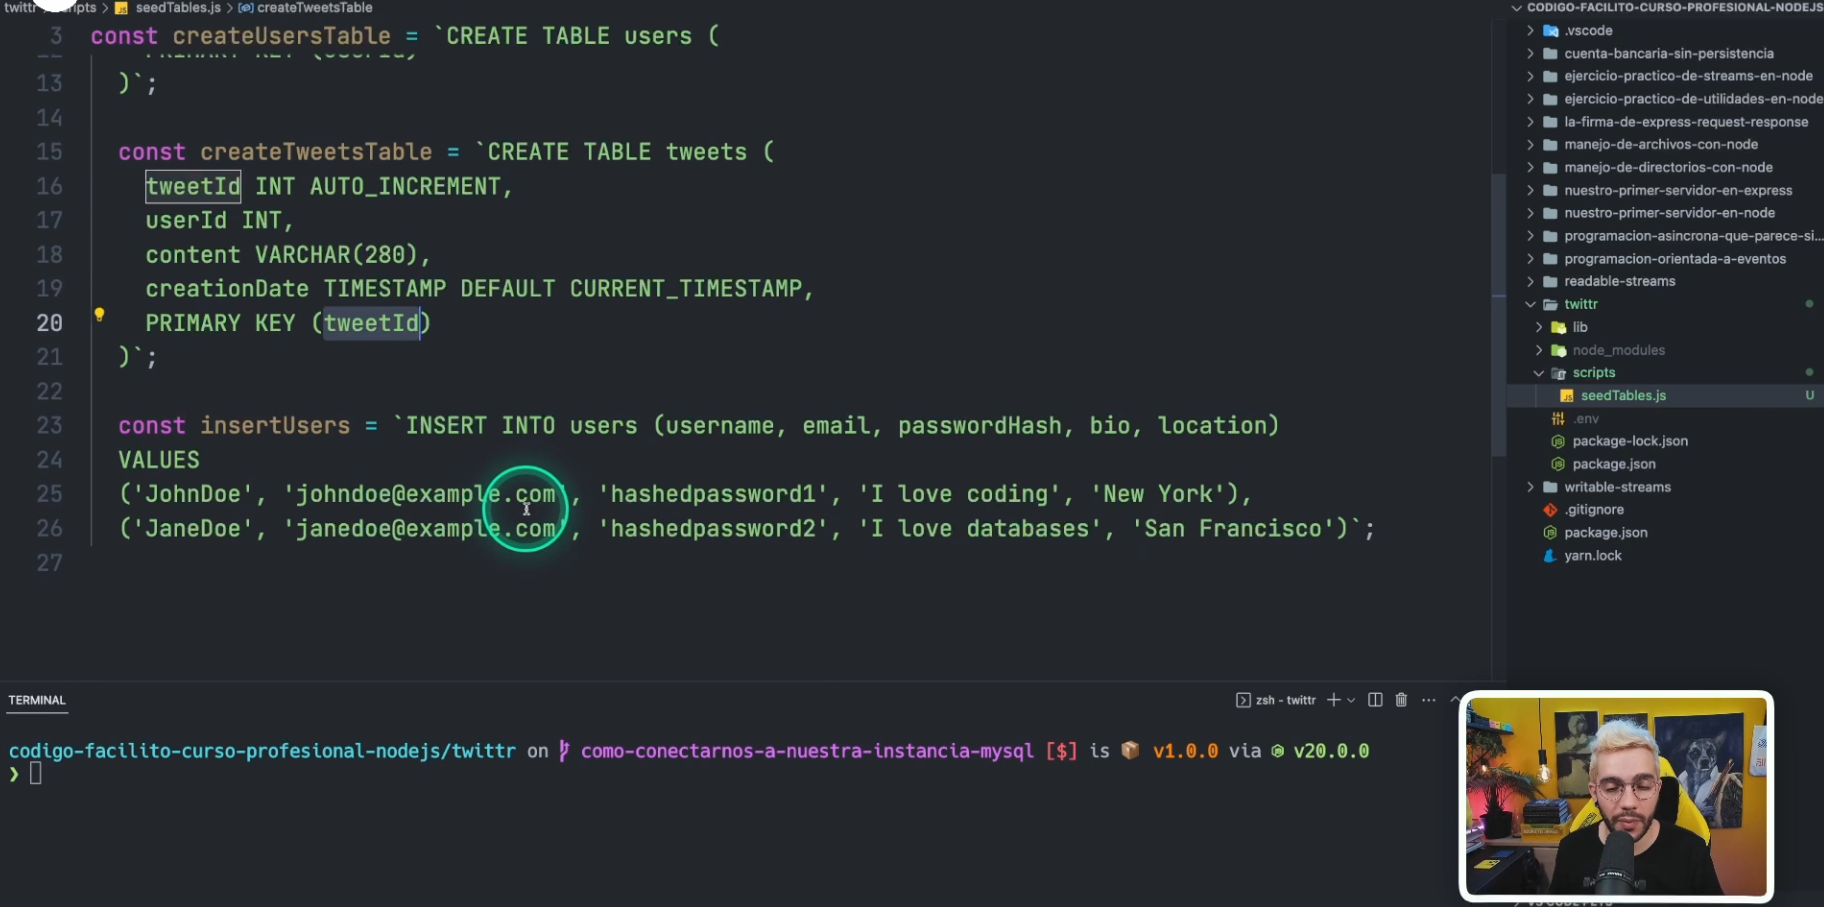 twittr > scripts > JS seedTables.js > createTweetsTable
3 const createUsersTable = `CREATE TABLE users (
12 PRIMARY KEY (userId)
13 )`;
14
15 const createTweetsTable = `CREATE TABLE tweets (
16 tweetId INT AUTO_INCREMENT,
17 userId INT,
18 content VARCHAR(280),
19 creationDate TIMESTAMP DEFAULT CURRENT_TIMESTAMP,
20 PRIMARY KEY (tweetId)
21 )`;
22
23 const insertUsers = `INSERT INTO users (username, email, passwordHash, bio, location)
24 VALUES
25 ('JohnDoe', 'johndoe@example.com', 'hashedpassword1', 'I love coding', 'New York'),
26 ('JaneDoe', 'janedoe@example.com', 'hashedpassword2', 'I love databases', 'San Francisco')`;
27
TERMINAL
zsh - twittr
codigo-facilito-curso-profesional-nodejs/twittr on como-conectarnos-a-nuestra-instancia-mysql [$] is v1.0.0 via v20.0.0
❯
CODIGO-FACILITO-CURSO-PROFESIONAL-NODEJS
.vscode
cuenta-bancaria-sin-persistencia
ejercicio-practico-de-streams-en-node
ejercicio-practico-de-utilidades-en-node
la-firma-de-express-request-response
manejo-de-archivos-con-node
manejo-de-directorios-con-node
nuestro-primer-servidor-en-express
nuestro-primer-servidor-en-node
programacion-asincrona-que-parece-si...
programacion-orientada-a-eventos
readable-streams
twittr
lib
node_modules
scripts
JS seedTables.js U
.env
package-lock.json
package.json
writable-streams
.gitignore
package.json
yarn.lock